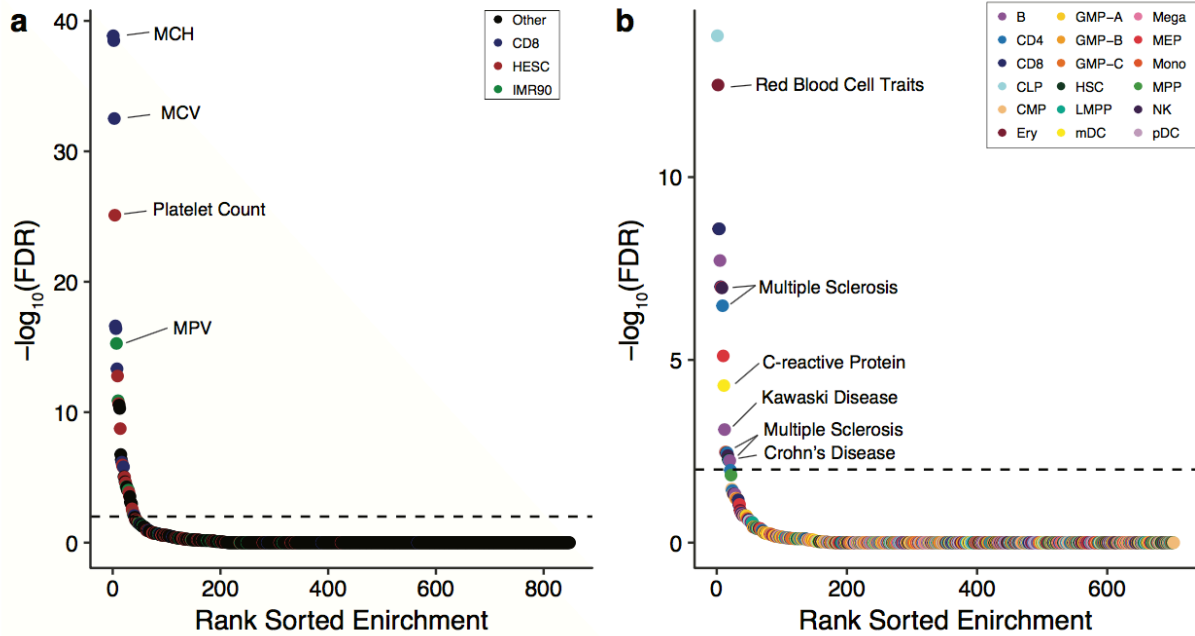 a
40
30
20
10
0
−log10(FDR)
MCH
MCV
Platelet Count
MPV
Other
CD8
HESC
IMR90
0 200 400 600 800
Rank Sorted Enirchment
b
10
5
0
−log10(FDR)
Red Blood Cell Traits
Multiple Sclerosis
C-reactive Protein
Kawaski Disease
Multiple Sclerosis
Crohn's Disease
B GMP-A Mega
CD4 GMP-B MEP
CD8 GMP-C Mono
CLP HSC MPP
CMP LMPP NK
Ery mDC pDC
0 200 400 600
Rank Sorted Enirchment